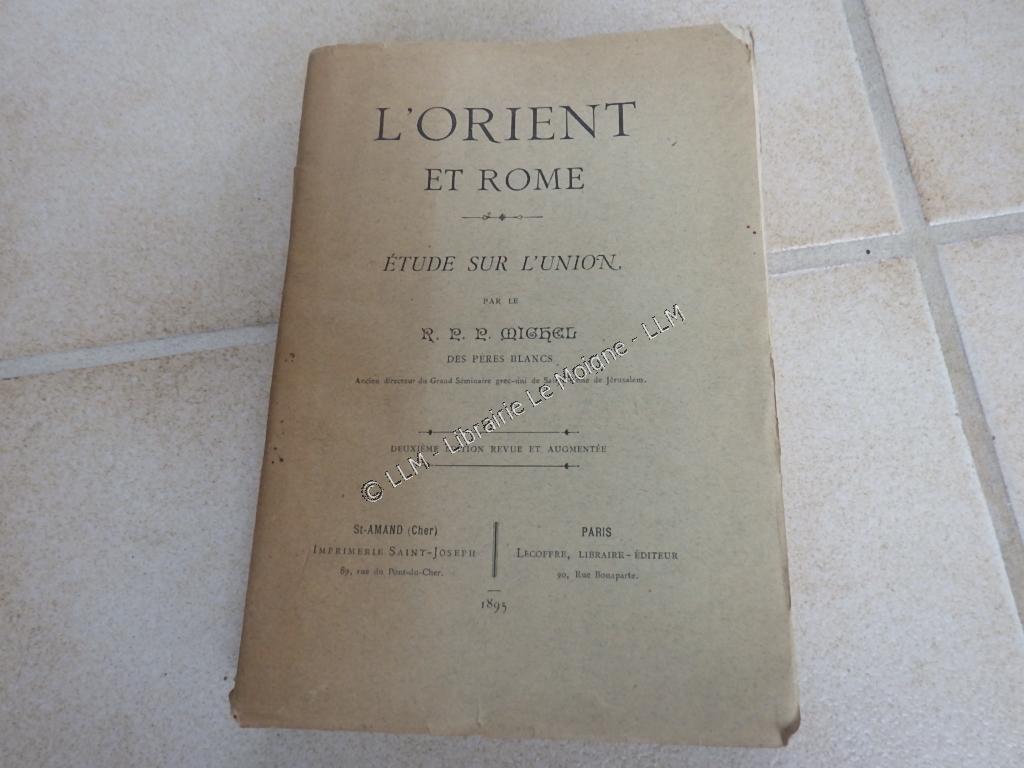 L'ORIENT
ET ROME
ÉTUDE SUR L'UNION
PAR LE
R. P. P. MICHEL
DES PÈRES BLANCS
Ancien directeur du Grand Séminaire grec-uni de Jérusalem.
DEUXIÈME ÉDITION REVUE ET AUGMENTÉE
St-AMAND (Cher)
IMPRIMERIE SAINT-JOSEPH
89, rue du Pont-du-Cher.
PARIS
LECOFFRE, LIBRAIRE-ÉDITEUR
90, Rue Bonaparte.
1895
© LLM - Librairie Le Moigne - LLM